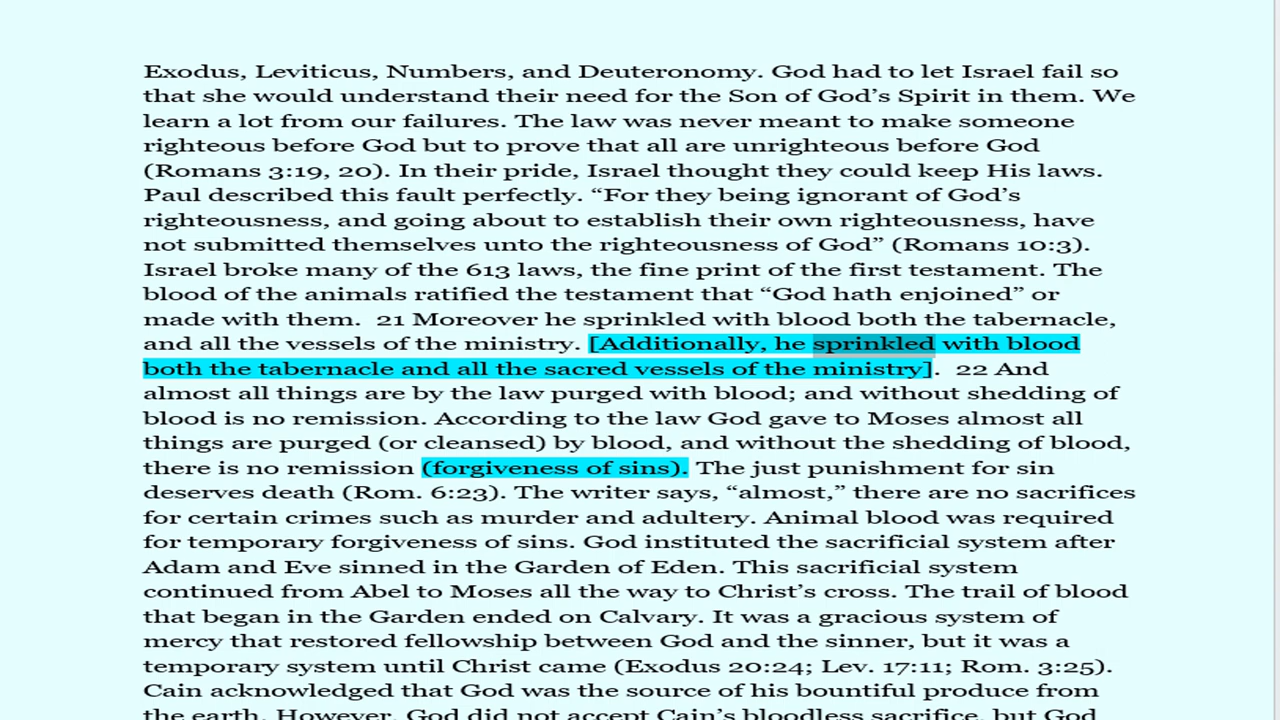 Exodus, Leviticus, Numbers, and Deuteronomy. God had to let Israel fail so
that she would understand their need for the Son of God’s Spirit in them. We
learn a lot from our failures. The law was never meant to make someone
righteous before God but to prove that all are unrighteous before God
(Romans 3:19, 20). In their pride, Israel thought they could keep His laws.
Paul described this fault perfectly. “For they being ignorant of God’s
righteousness, and going about to establish their own righteousness, have
not submitted themselves unto the righteousness of God” (Romans 10:3).
Israel broke many of the 613 laws, the fine print of the first testament. The
blood of the animals ratified the testament that “God hath enjoined” or
made with them.  21 Moreover he sprinkled with blood both the tabernacle,
and all the vessels of the ministry. [Additionally, he sprinkled with blood
both the tabernacle and all the sacred vessels of the ministry].  22 And
almost all things are by the law purged with blood; and without shedding of
blood is no remission. According to the law God gave to Moses almost all
things are purged (or cleansed) by blood, and without the shedding of blood,
there is no remission (forgiveness of sins). The just punishment for sin
deserves death (Rom. 6:23). The writer says, “almost,” there are no sacrifices
for certain crimes such as murder and adultery. Animal blood was required
for temporary forgiveness of sins. God instituted the sacrificial system after
Adam and Eve sinned in the Garden of Eden. This sacrificial system
continued from Abel to Moses all the way to Christ’s cross. The trail of blood
that began in the Garden ended on Calvary. It was a gracious system of
mercy that restored fellowship between God and the sinner, but it was a
temporary system until Christ came (Exodus 20:24; Lev. 17:11; Rom. 3:25).
Cain acknowledged that God was the source of his bountiful produce from
the earth. However, God did not accept Cain’s bloodless sacrifice, but God